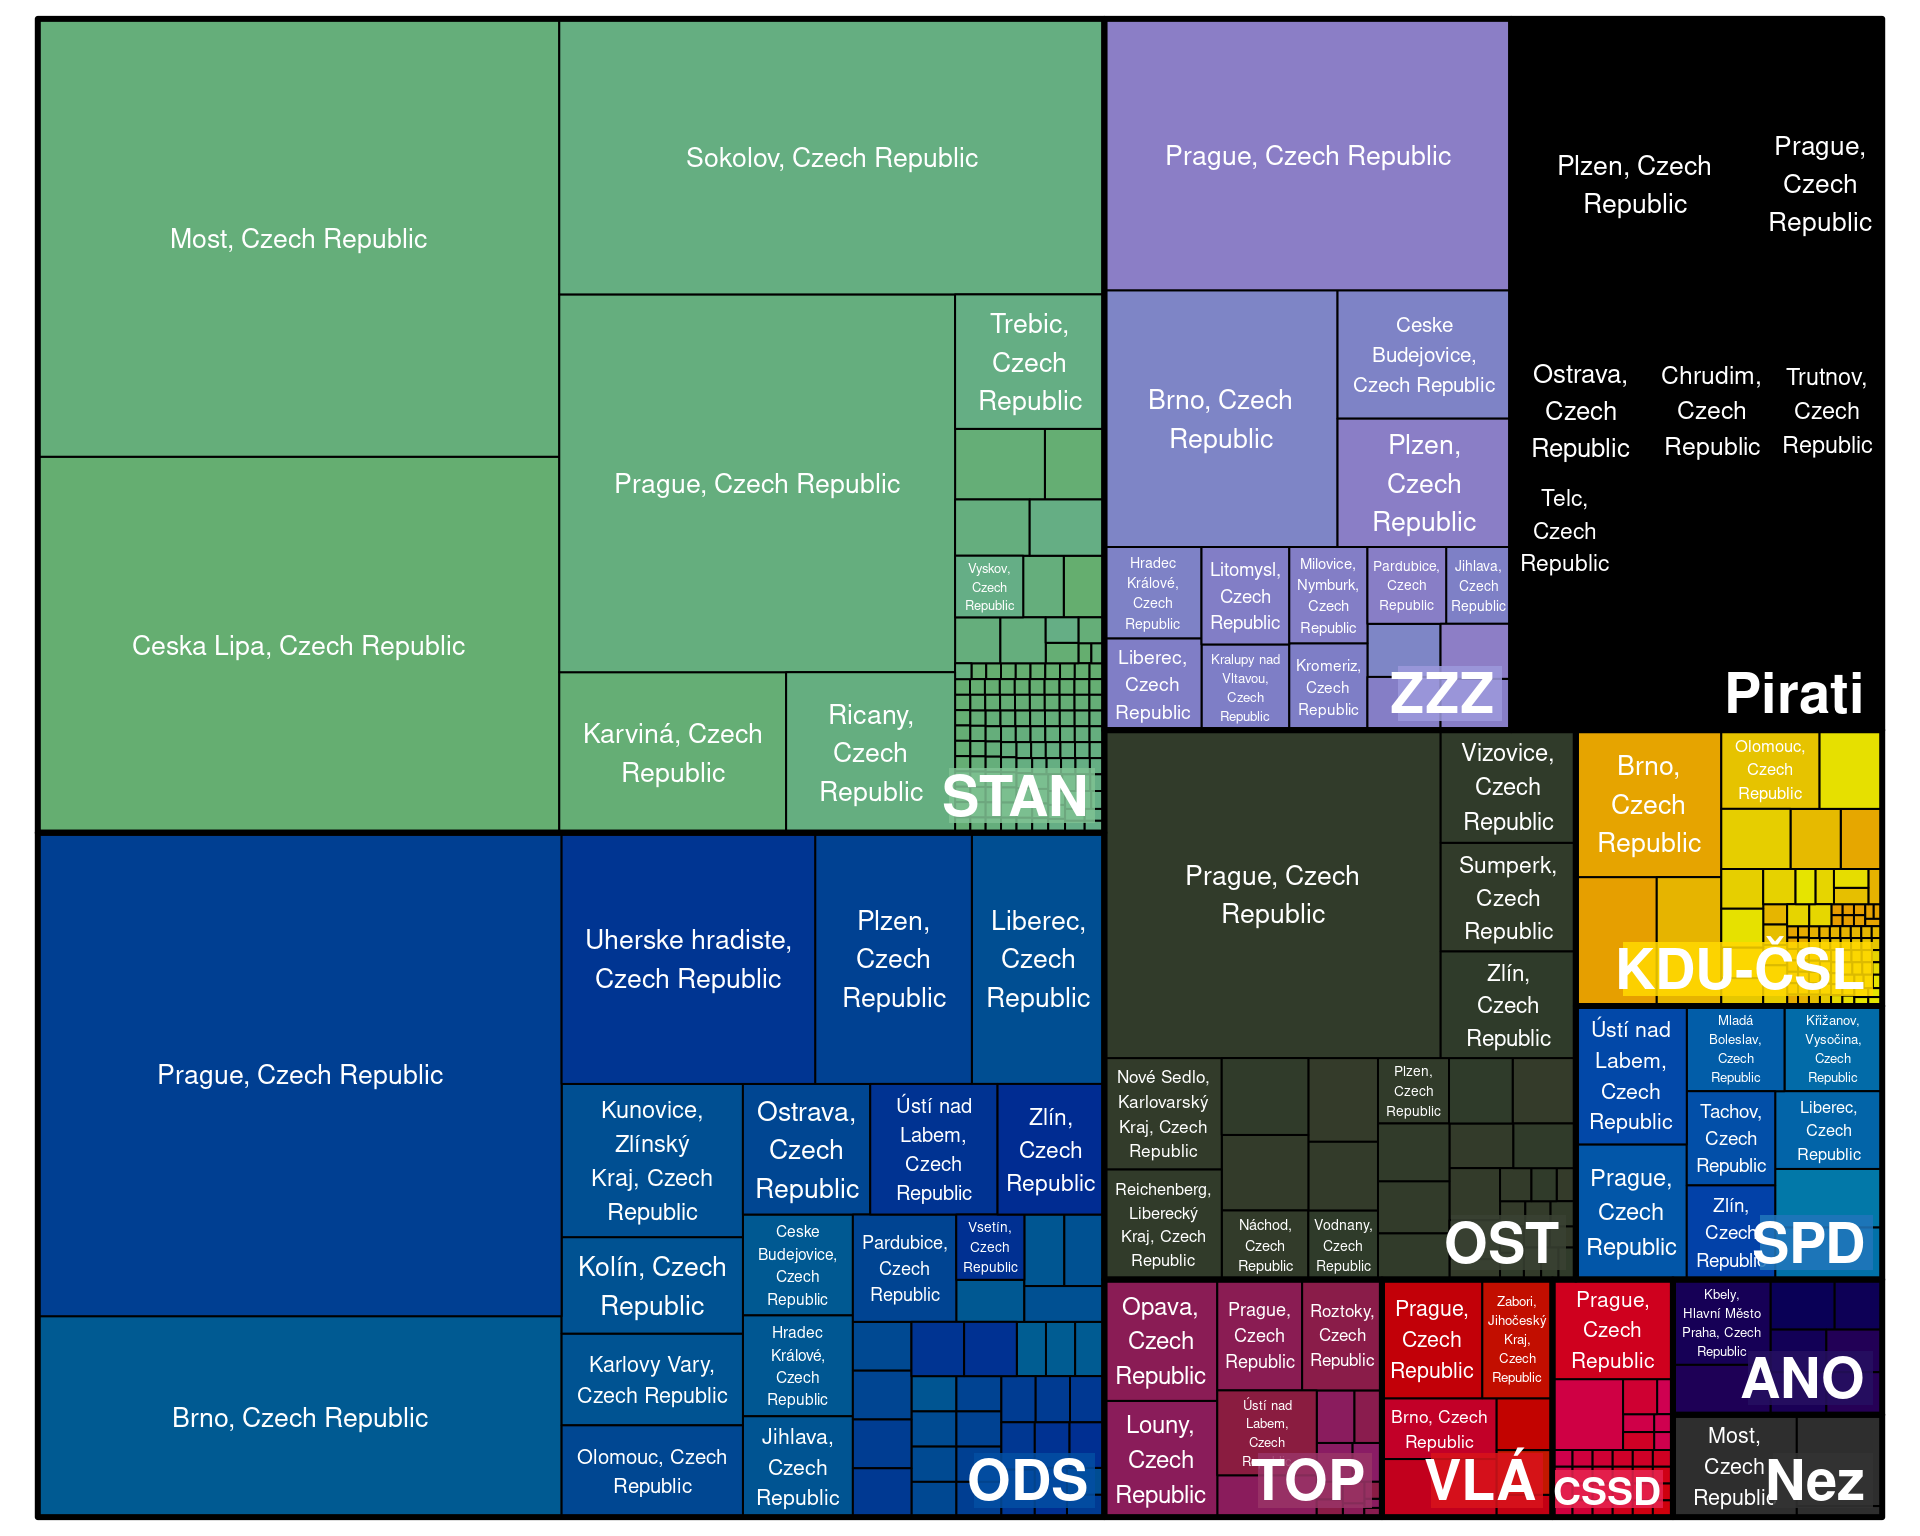 Most, Czech Republic
Ceska Lipa, Czech Republic
Sokolov, Czech Republic
Prague, Czech Republic
Trebic,
Czech
Republic
Vyskov,
Czech
Republic
Karviná, Czech
Republic
Ricany,
Czech
Republic
STAN
Prague, Czech Republic
Brno, Czech
Republic
Ceske
Budejovice,
Czech Republic
Plzen,
Czech
Republic
Hradec
Králové,
Czech
Republic
Litomysl,
Czech
Republic
Milovice,
Nymburk,
Czech
Republic
Pardubice,
Czech
Republic
Jihlava,
Czech
Republic
Liberec,
Czech
Republic
Kralupy nad
Vltavou,
Czech
Republic
Kromeriz,
Czech
Republic
ZZZ
Plzen, Czech
Republic
Prague,
Czech
Republic
Ostrava,
Czech
Republic
Chrudim,
Czech
Republic
Trutnov,
Czech
Republic
Telc,
Czech
Republic
Pirati
Prague, Czech Republic
Brno, Czech Republic
Uherske hradiste,
Czech Republic
Plzen,
Czech
Republic
Liberec,
Czech
Republic
Kunovice,
Zlínský
Kraj, Czech
Republic
Ostrava,
Czech
Republic
Ústí nad
Labem,
Czech
Republic
Zlín,
Czech
Republic
Kolín, Czech
Republic
Ceske
Budejovice,
Czech
Republic
Pardubice,
Czech
Republic
Vsetín,
Czech
Republic
Karlovy Vary,
Czech Republic
Hradec
Králové,
Czech
Republic
Olomouc, Czech
Republic
Jihlava,
Czech
Republic
ODS
Prague, Czech
Republic
Vizovice,
Czech
Republic
Sumperk,
Czech
Republic
Zlín,
Czech
Republic
Nové Sedlo,
Karlovarský
Kraj, Czech
Republic
Plzen,
Czech
Republic
Reichenberg,
Liberecký
Kraj, Czech
Republic
Náchod,
Czech
Republic
Vodnany,
Czech
Republic
OST
Brno,
Czech
Republic
Olomouc,
Czech
Republic
KDU-ČSL
Ústí nad
Labem,
Czech
Republic
Mladá
Boleslav,
Czech
Republic
Křižanov,
Vysočina,
Czech
Republic
Tachov,
Czech
Republic
Liberec,
Czech
Republic
Prague,
Czech
Republic
Zlín,
Czech
Republic
SPD
Opava,
Czech
Republic
Prague,
Czech
Republic
Roztoky,
Czech
Republic
Louny,
Czech
Republic
Ústí nad
Labem,
Czech
TOP
Prague,
Czech
Republic
Zabori,
Jihočeský
Kraj,
Czech
Republic
Brno, Czech
Republic
VLÁ
Prague,
Czech
Republic
CSSD
Kbely,
Hlavní Město
Praha, Czech
Republic
ANO
Most,
Czech
Republic
Nez